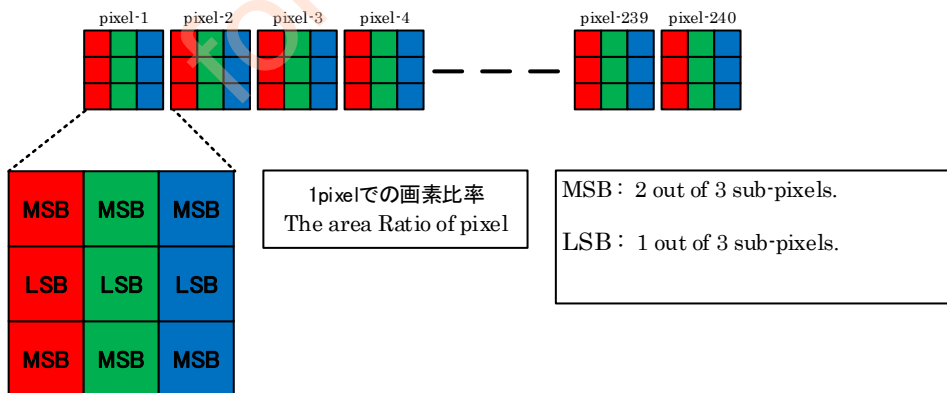 pixel-1 pixel-2 pixel-3 pixel-4 pixel-239 pixel-240
MSB MSB MSB
LSB LSB LSB
MSB MSB MSB
1pixelでの画素比率
The area Ratio of pixel
MSB : 2 out of 3 sub-pixels.
LSB : 1 out of 3 sub-pixels.